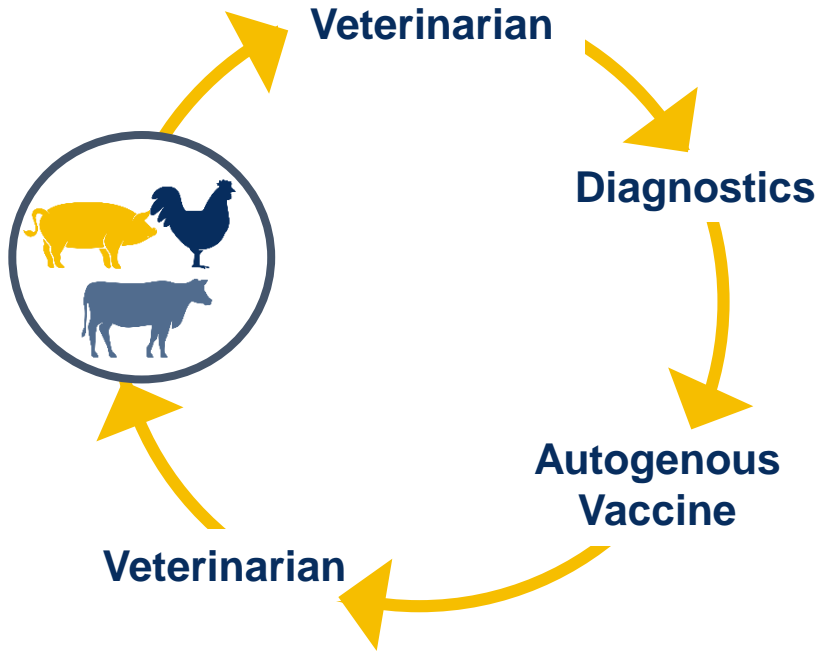 Veterinarian
Diagnostics
Autogenous
Vaccine
Veterinarian